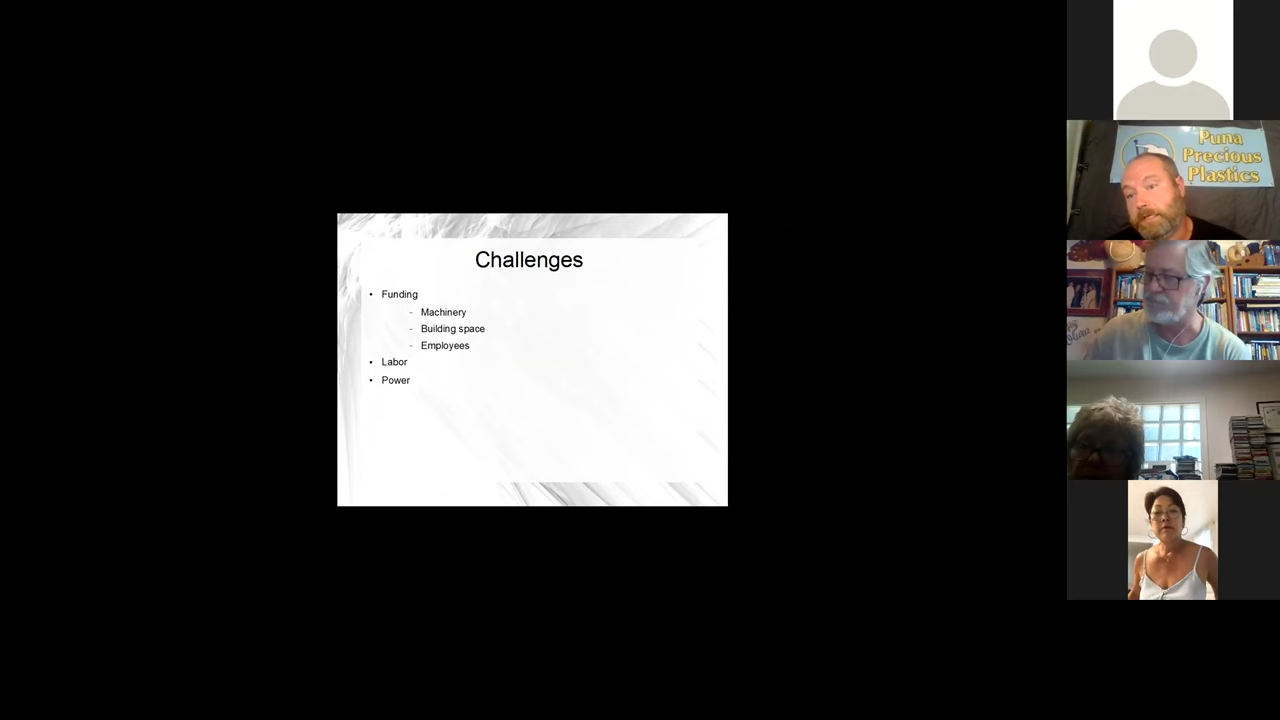 Challenges
Funding
Machinery
Building space
Employees
Labor
Power
Puna
Precious
Plastics